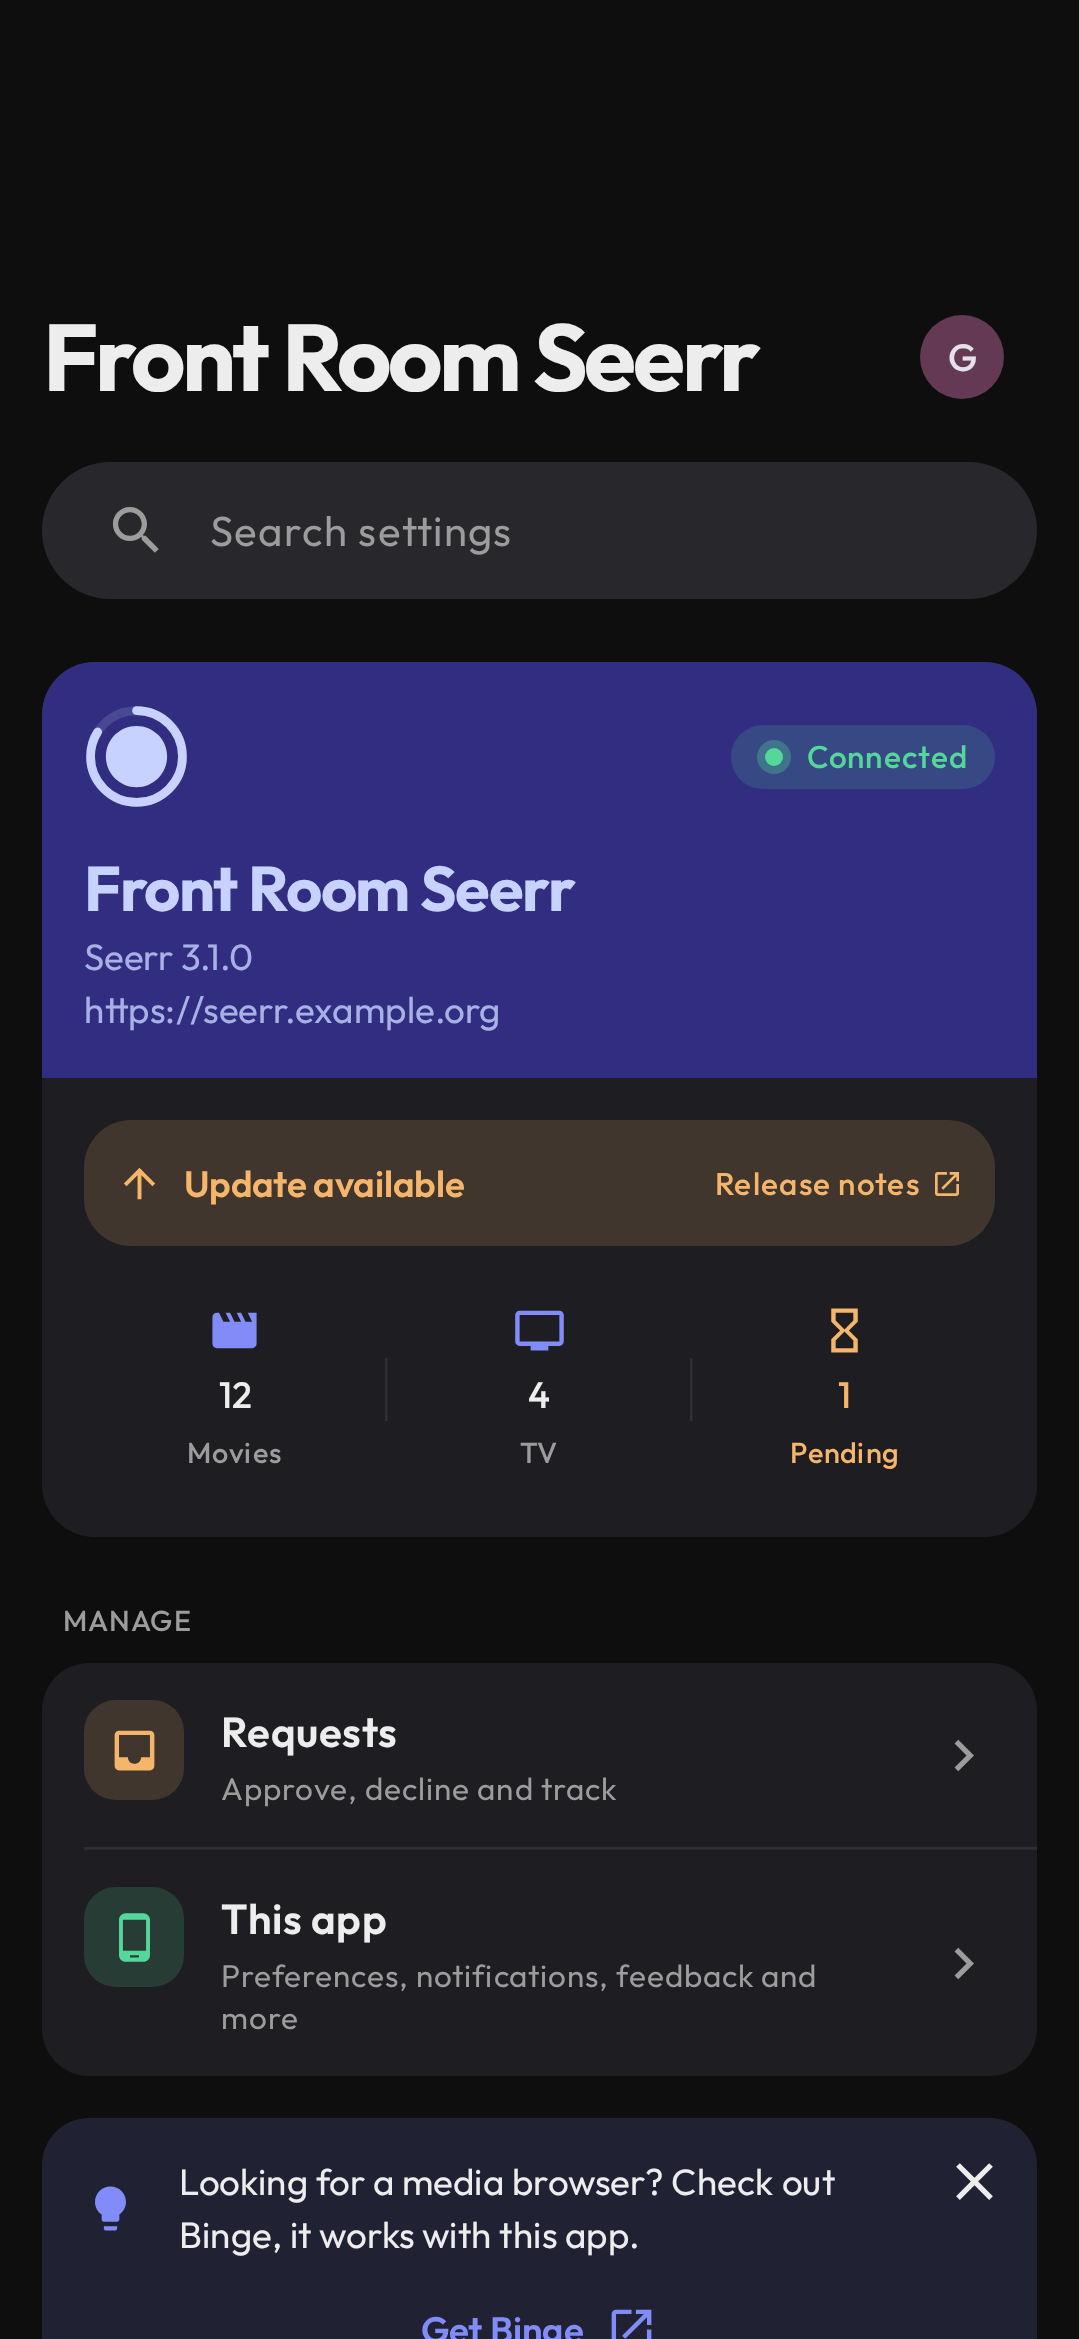 Front Room Seerr
G
Search settings
Connected
Front Room Seerr
Seerr 3.1.0
https://seerr.example.org
Update available
Release notes
12
Movies
4
TV
1
Pending
MANAGE
Requests
Approve, decline and track
This app
Preferences, notifications, feedback and
more
Looking for a media browser? Check out
Binge, it works with this app.
Get Binge